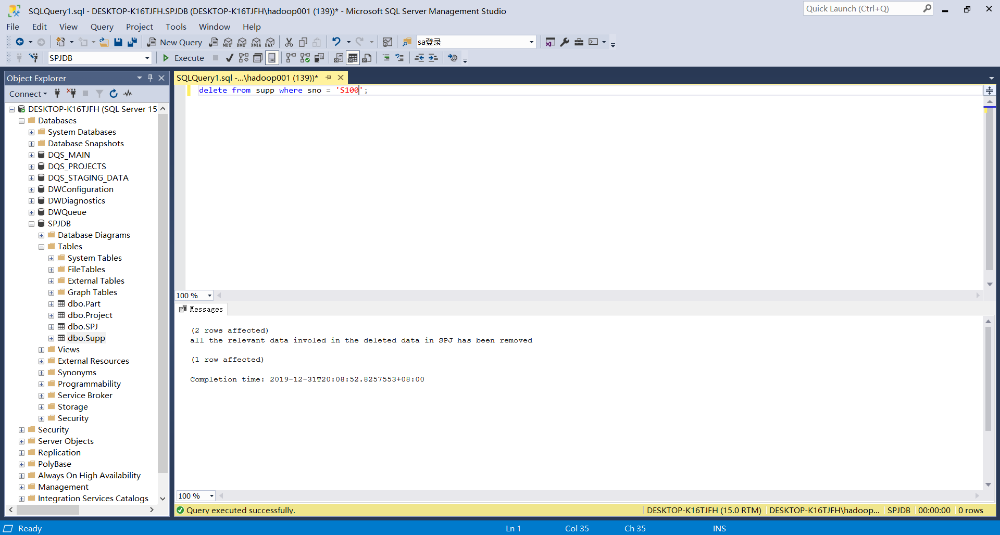 SQLQuery1.sql - DESKTOP-K16TJFH.SPJDB (DESKTOP-K16TJFH\hadoop001 (139))* - Microsoft SQL Server Management Studio
Quick Launch (Ctrl+Q)
File Edit View Query Project Tools Window Help
New Query MDX DMX XMLA DAX sa登录
SPJDB Execute
Object Explorer
Connect
DESKTOP-K16TJFH (SQL Server 15
Databases
System Databases
Database Snapshots
DQS_MAIN
DQS_PROJECTS
DQS_STAGING_DATA
DWConfiguration
DWDiagnostics
DWQueue
SPJDB
Database Diagrams
Tables
System Tables
FileTables
External Tables
Graph Tables
dbo.Part
dbo.Project
dbo.SPJ
dbo.Supp
Views
External Resources
Synonyms
Programmability
Service Broker
Storage
Security
Security
Server Objects
Replication
PolyBase
Always On High Availability
Management
Integration Services Catalogs
SQLQuery1.sql -...\hadoop001 (139))*
delete from supp where sno = 'S100';
100 %
Messages
(2 rows affected)
all the relevant data involed in the deleted data in SPJ has been removed
(1 row affected)
Completion time: 2019-12-31T20:08:52.8257553+08:00
100 %
Query executed successfully. DESKTOP-K16TJFH (15.0 RTM) DESKTOP-K16TJFH\hadoop... SPJDB 00:00:00 0 rows
Ready Ln 1 Col 35 Ch 35 INS